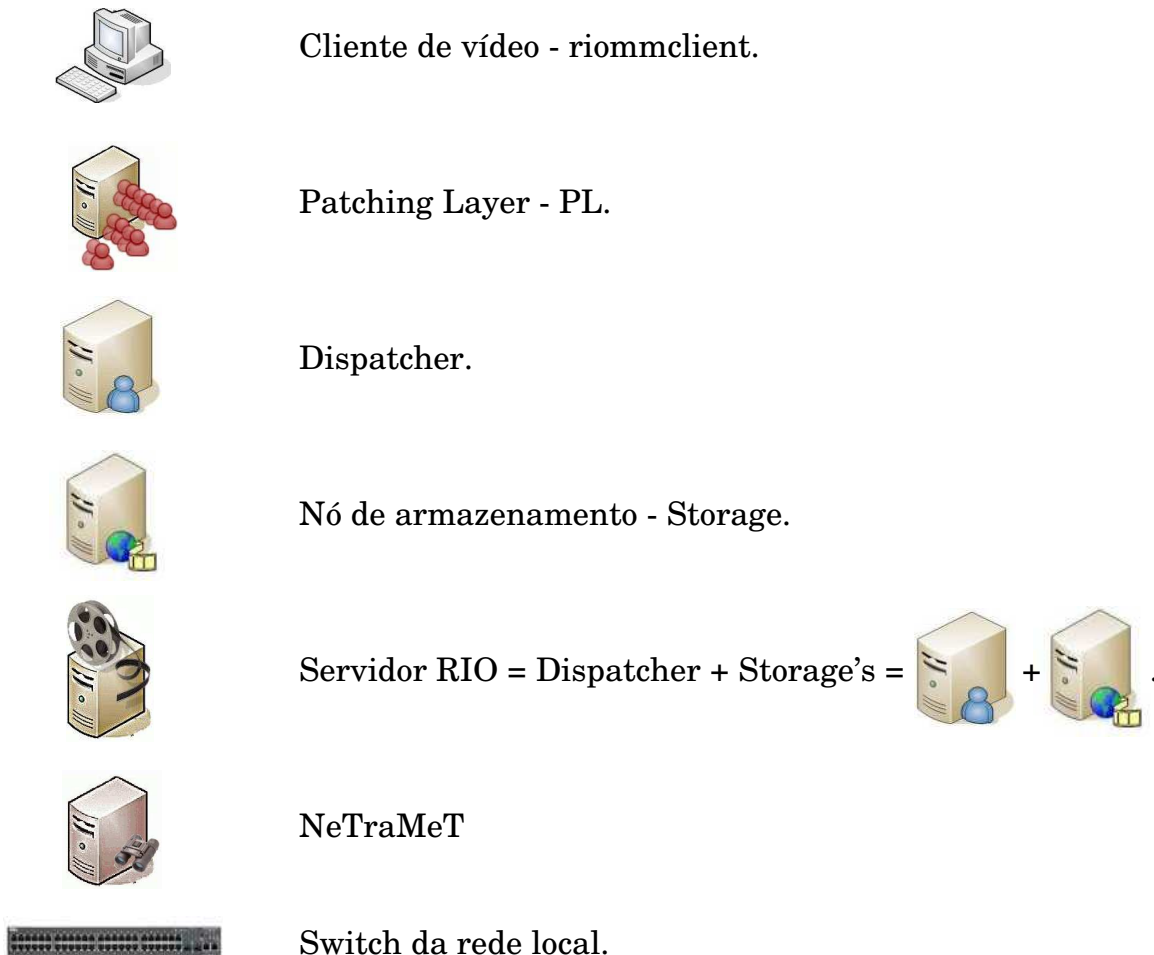 Cliente de vídeo - riommclient.
Patching Layer - PL.
Dispatcher.
Nó de armazenamento - Storage.
Servidor RIO = Dispatcher + Storage's = + .
NeTraMeT
Switch da rede local.